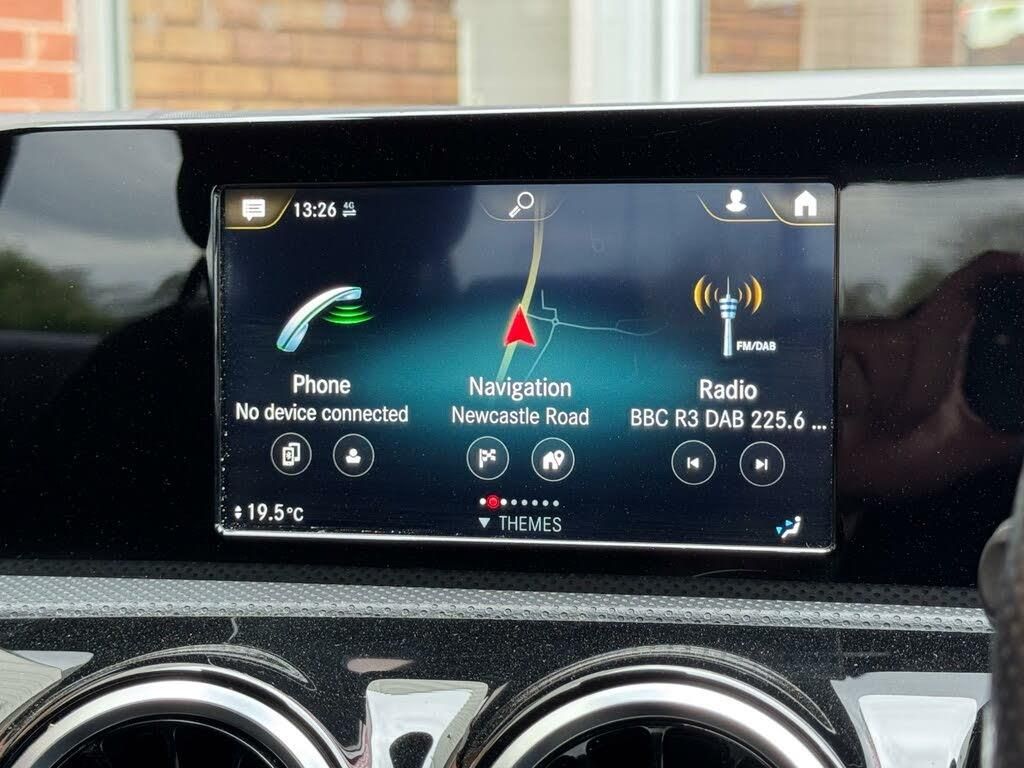 13:26 4G
FM/DAB
Phone
No device connected
Navigation
Newcastle Road
Radio
BBC R3 DAB 225.6 ...
19.5°C
THEMES